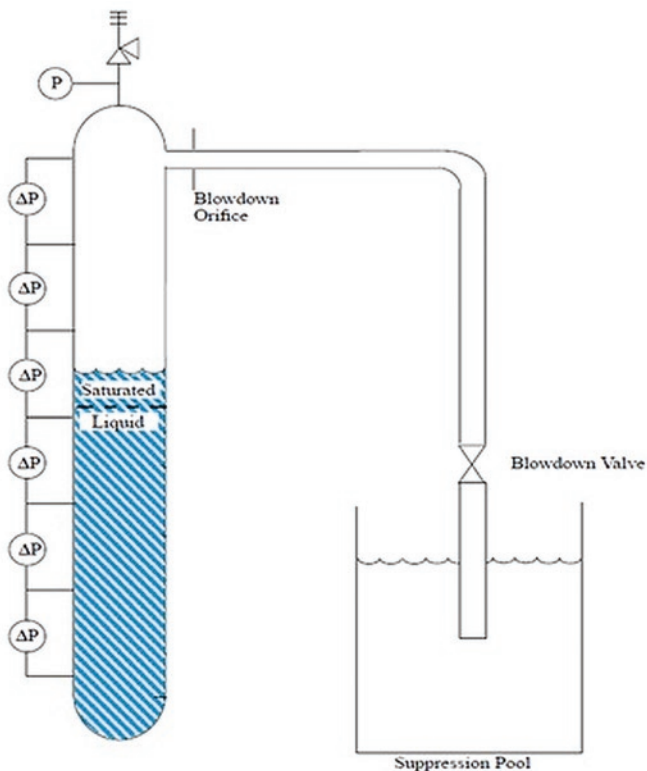 P
Blowdown
Orifice
ΔP
ΔP
ΔP
Saturated
Liquid
ΔP
Blowdown Valve
ΔP
ΔP
Suppression Pool